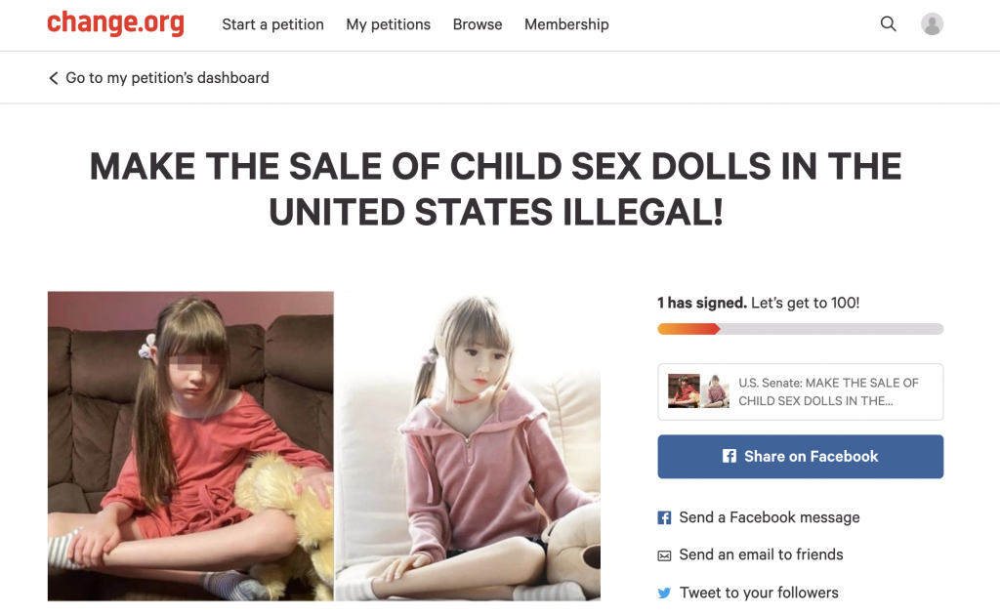 change.org
Start a petition
My petitions
Browse
Membership
Go to my petition's dashboard
MAKE THE SALE OF CHILD SEX DOLLS IN THE
UNITED STATES ILLEGAL!
1 has signed. Let's get to 100!
U.S. Senate: MAKE THE SALE OF
CHILD SEX DOLLS IN THE...
Share on Facebook
Send a Facebook message
Send an email to friends
Tweet to your followers